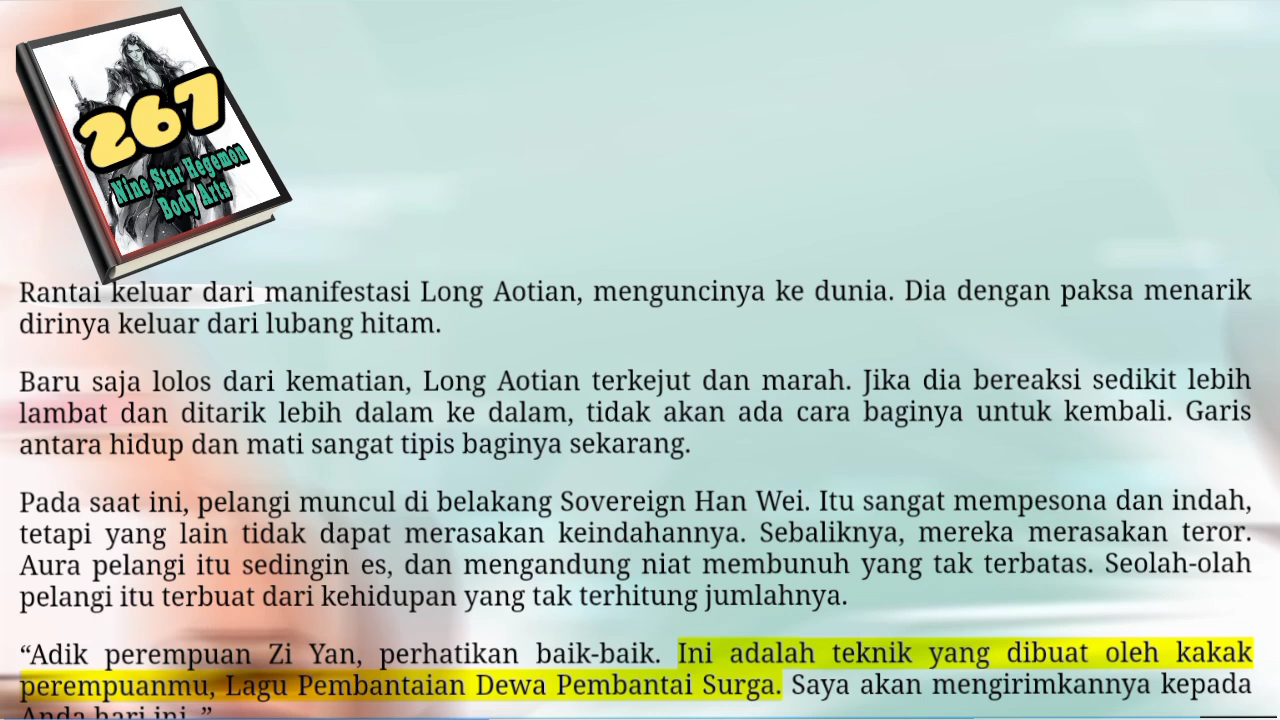 267
Nine Star Hegemon
Body Arts
Rantai keluar dari manifestasi Long Aotian, menguncinya ke dunia. Dia dengan paksa menarik
dirinya keluar dari lubang hitam.
Baru saja lolos dari kematian, Long Aotian terkejut dan marah. Jika dia bereaksi sedikit lebih
lambat dan ditarik lebih dalam ke dalam, tidak akan ada cara baginya untuk kembali. Garis
antara hidup dan mati sangat tipis baginya sekarang.
Pada saat ini, pelangi muncul di belakang Sovereign Han Wei. Itu sangat mempesona dan indah,
tetapi yang lain tidak dapat merasakan keindahannya. Sebaliknya, mereka merasakan teror.
Aura pelangi itu sedingin es, dan mengandung niat membunuh yang tak terbatas. Seolah-olah
pelangi itu terbuat dari kehidupan yang tak terhitung jumlahnya.
“Adik perempuan Zi Yan, perhatikan baik-baik. Ini adalah teknik yang dibuat oleh kakak
perempuanmu, Lagu Pembantaian Dewa Pembantai Surga. Saya akan mengirimkannya kepada
Anda hari ini. ”